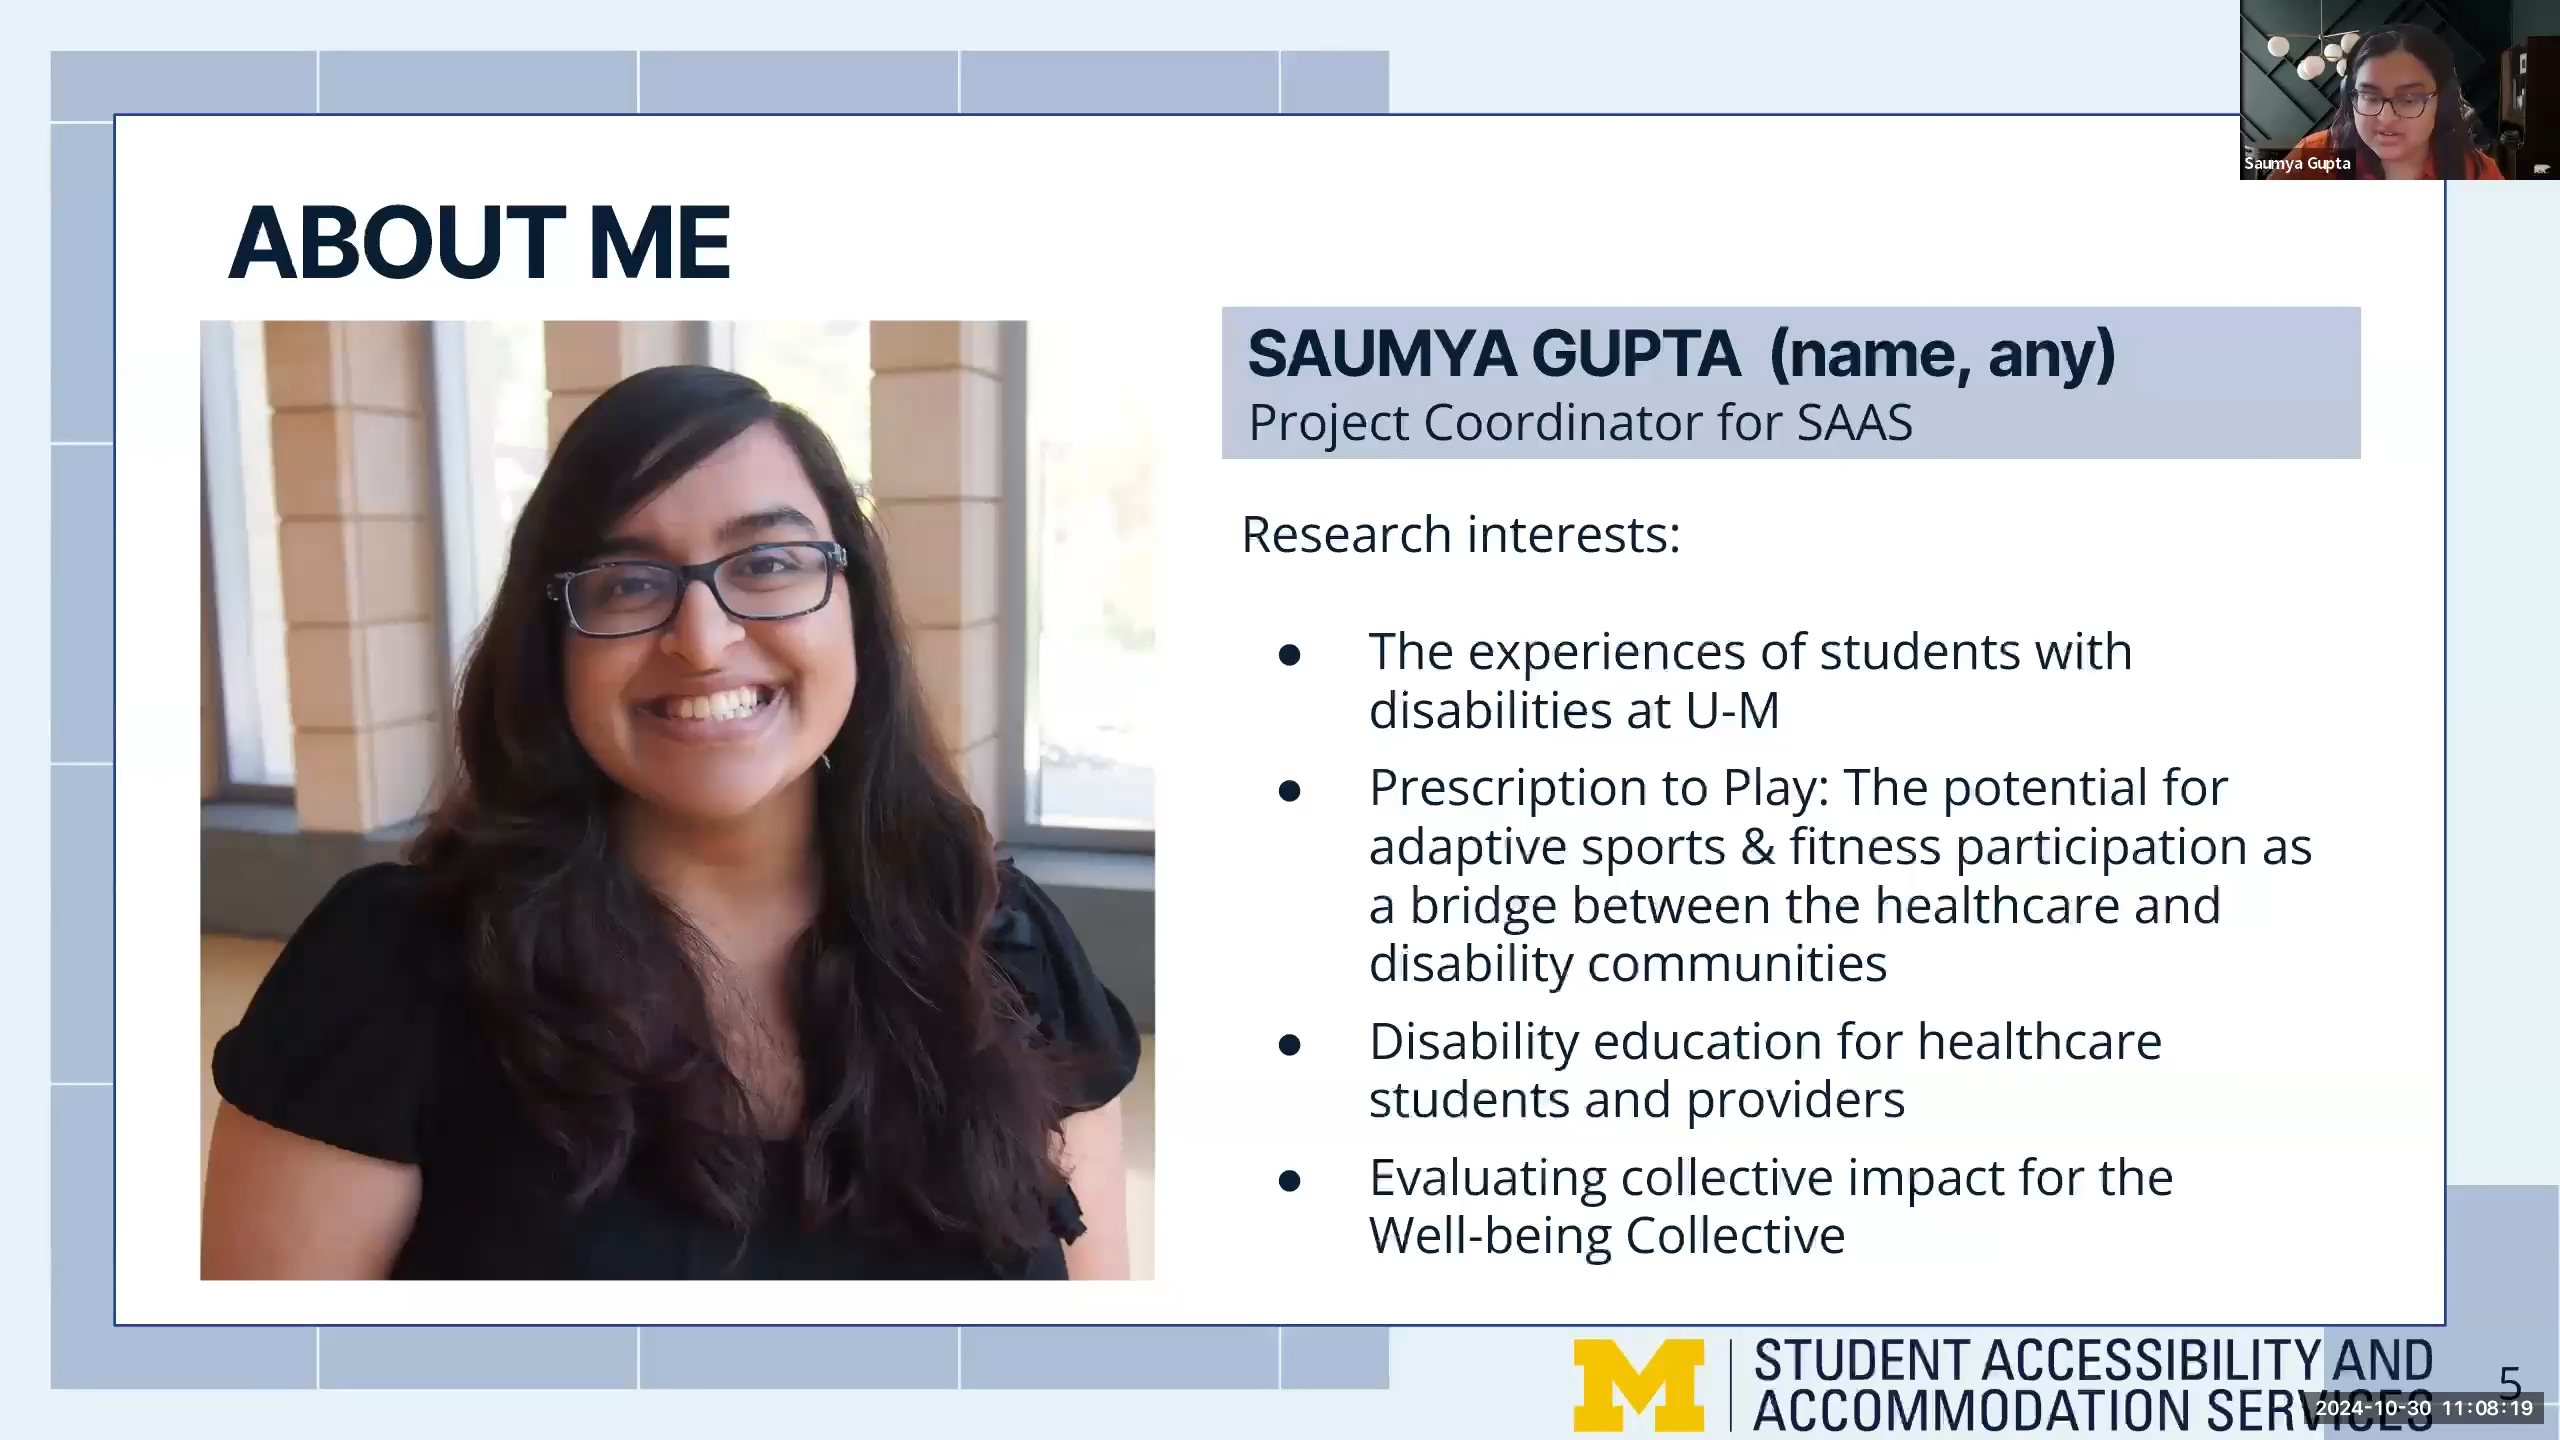 Saumya Gupta
ABOUT ME
SAUMYA GUPTA (name, any)
Project Coordinator for SAAS
Research interests:
● The experiences of students with
disabilities at U-M
● Prescription to Play: The potential for
adaptive sports & fitness participation as
a bridge between the healthcare and
disability communities
● Disability education for healthcare
students and providers
● Evaluating collective impact for the
Well-being Collective
M
STUDENT ACCESSIBILITY AND
ACCOMMODATION SERVICES
5
2024-10-30 11:08:19